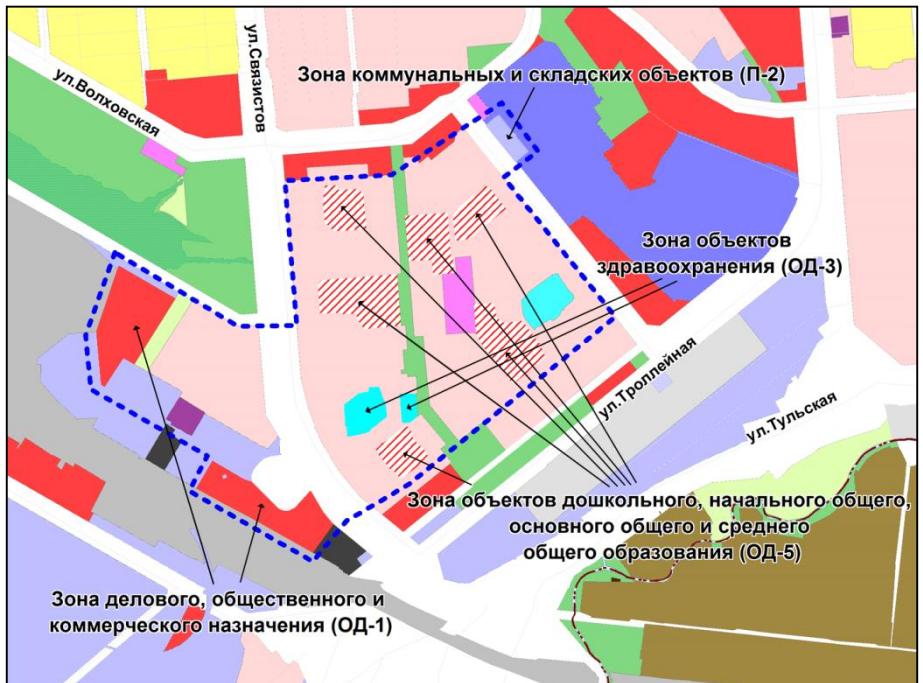 ул.Волховская
ул.Связистов
Зона коммунальных и складских объектов (П-2)
Зона объектов
здравоохранения (ОД-3)
ул.Троллейная
ул.Тульская
Зона объектов дошкольного, начального общего,
основного общего и среднего
общего образования (ОД-5)
Зона делового, общественного и
коммерческого назначения (ОД-1)